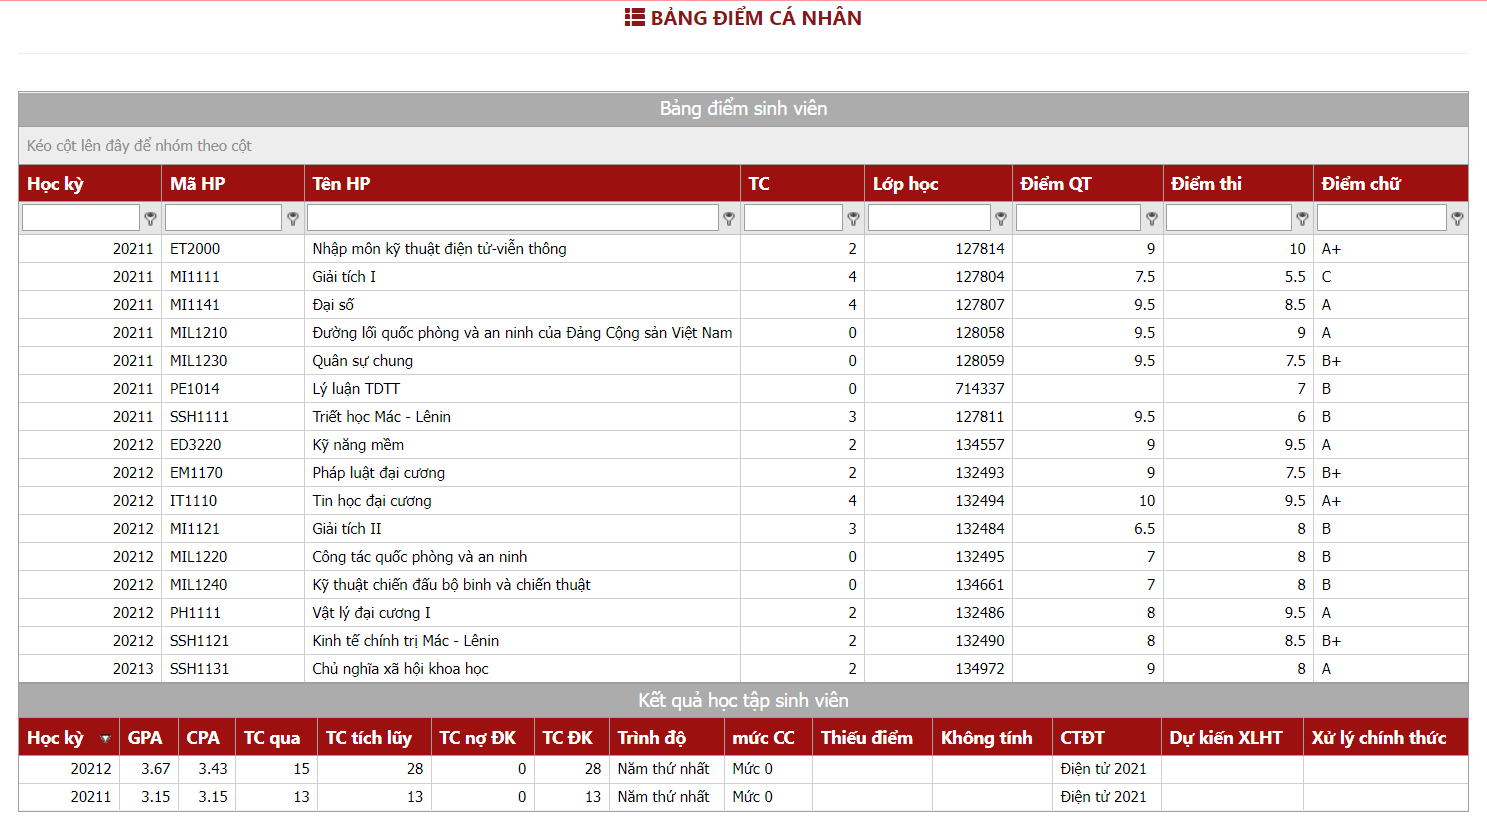 BẢNG ĐIỂM CÁ NHÂN
Bảng điểm sinh viên
Kéo cột lên đây để nhóm theo cột
Học kỳ Mã HP Tên HP TC Lớp học Điểm QT Điểm thi Điểm chữ
20211 ET2000 Nhập môn kỹ thuật điện tử-viễn thông 2 127814 9 10 A+
20211 MI1111 Giải tích I 4 127804 7.5 5.5 C
20211 MI1141 Đại số 4 127807 9.5 8.5 A
20211 MIL1210 Đường lối quốc phòng và an ninh của Đảng Cộng sản Việt Nam 0 128058 9.5 9 A
20211 MIL1230 Quân sự chung 0 128059 9.5 7.5 B+
20211 PE1014 Lý luận TDTT 0 714337 7 B
20211 SSH1111 Triết học Mác - Lênin 3 127811 9.5 6 B
20212 ED3220 Kỹ năng mềm 2 134557 9 9.5 A
20212 EM1170 Pháp luật đại cương 2 132493 9 7.5 B+
20212 IT1110 Tin học đại cương 4 132494 10 9.5 A+
20212 MI1121 Giải tích II 3 132484 6.5 8 B
20212 MIL1220 Công tác quốc phòng và an ninh 0 132495 7 8 B
20212 MIL1240 Kỹ thuật chiến đấu bộ binh và chiến thuật 0 134661 7 8 B
20212 PH1111 Vật lý đại cương I 2 132486 8 9.5 A
20212 SSH1121 Kinh tế chính trị Mác - Lênin 2 132490 8 8.5 B+
20213 SSH1131 Chủ nghĩa xã hội khoa học 2 134972 9 8 A
Kết quả học tập sinh viên
Học kỳ GPA CPA TC qua TC tích lũy TC nợ ĐK TC ĐK Trình độ mức CC Thiếu điểm Không tính CTĐT Dự kiến XLHT Xử lý chính thức
20212 3.67 3.43 15 28 0 28 Năm thứ nhất Mức 0 Điện tử 2021
20211 3.15 3.15 13 13 0 13 Năm thứ nhất Mức 0 Điện tử 2021